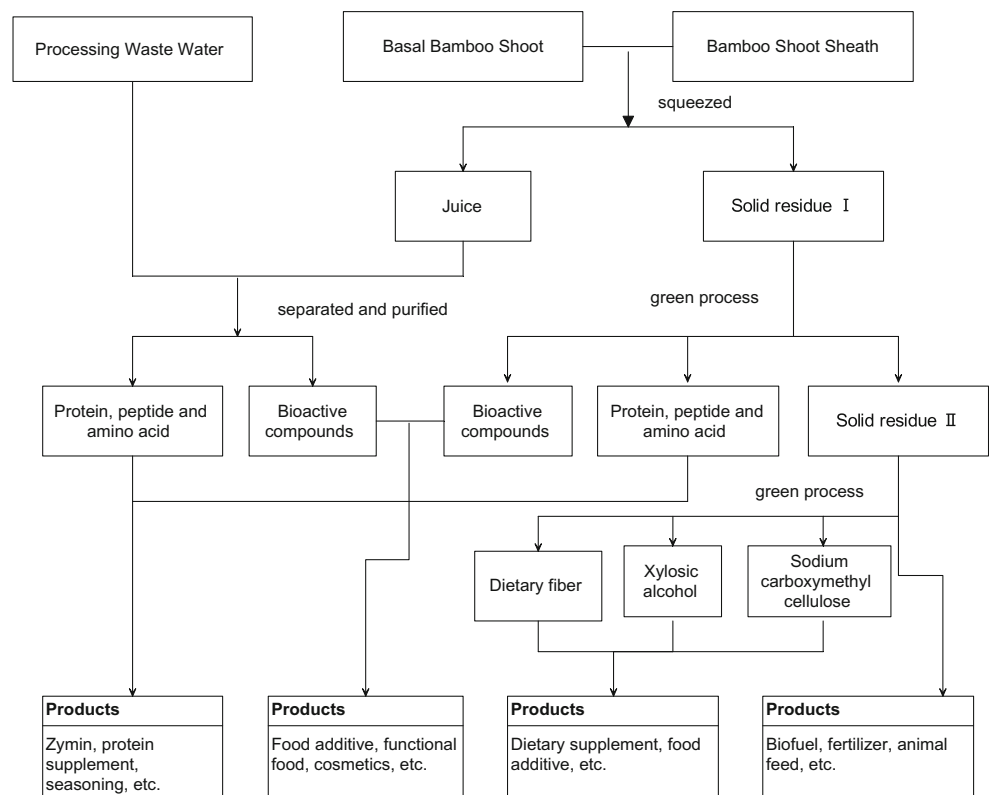 Processing Waste Water
Basal Bamboo Shoot
Bamboo Shoot Sheath
squeezed
Juice
Solid residue Ⅰ
separated and purified
green process
Protein, peptide and
amino acid
Bioactive
compounds
Bioactive
compounds
Protein, peptide and
amino acid
Solid residue Ⅱ
green process
Dietary fiber
Xylosic
alcohol
Sodium
carboxymethyl
cellulose
Products
Zymin, protein
supplement,
seasoning, etc.
Products
Food additive, functional
food, cosmetics, etc.
Products
Dietary supplement, food
additive, etc.
Products
Biofuel, fertilizer, animal
feed, etc.